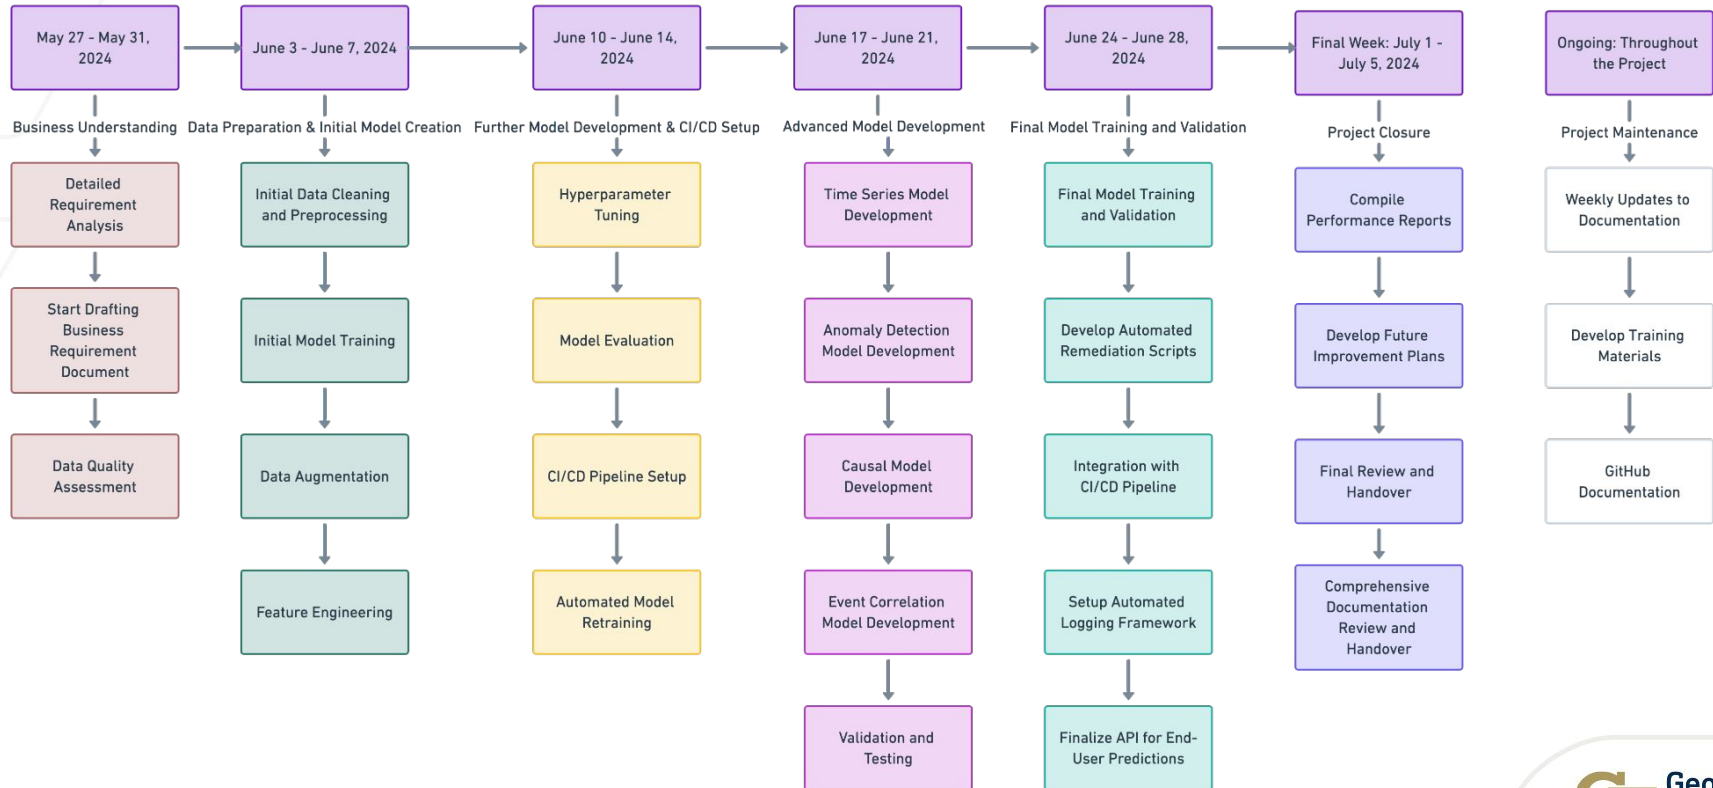 May 27 - May 31,
2024
Business Understanding
Detailed
Requirement
Analysis
Start Drafting
Business
Requirement
Document
Data Quality
Assessment
June 3 - June 7, 2024
Data Preparation & Initial Model Creation
Initial Data Cleaning
and Preprocessing
Initial Model Training
Data Augmentation
Feature Engineering
June 10 - June 14,
2024
Further Model Development & CI/CD Setup
Hyperparameter
Tuning
Model Evaluation
CI/CD Pipeline Setup
Automated Model
Retraining
June 17 - June 21,
2024
Advanced Model Development
Time Series Model
Development
Anomaly Detection
Model Development
Causal Model
Development
Event Correlation
Model Development
Validation and
Testing
June 24 - June 28,
2024
Final Model Training and Validation
Final Model Training
and Validation
Develop Automated
Remediation Scripts
Integration with
CI/CD Pipeline
Setup Automated
Logging Framework
Finalize API for End-
User Predictions
Final Week: July 1 -
July 5, 2024
Project Closure
Compile
Performance Reports
Develop Future
Improvement Plans
Final Review and
Handover
Comprehensive
Documentation
Review and
Handover
Ongoing: Throughout
the Project
Project Maintenance
Weekly Updates to
Documentation
Develop Training
Materials
GitHub
Documentation
Geo